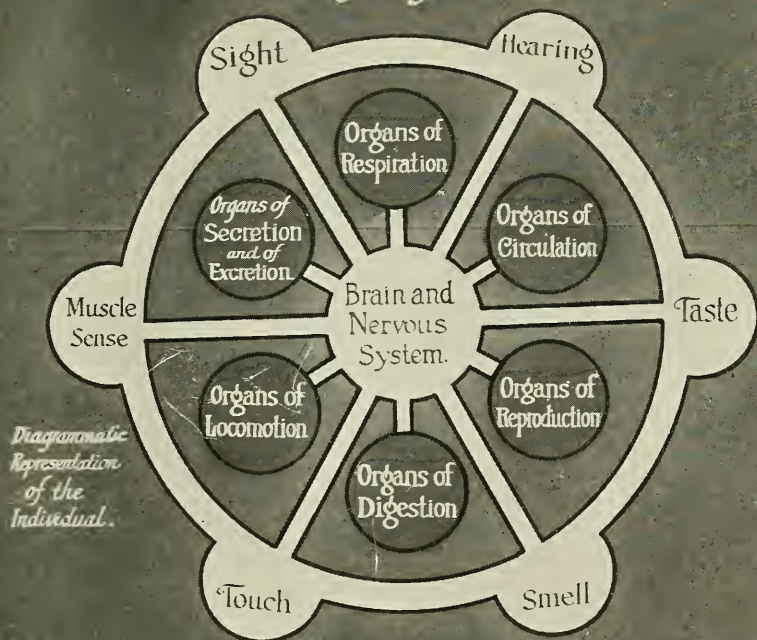 Sight
Hearing
Organs of
Respiration
Organs of
Secretion
and of
Excretion.
Organs of
Circulation
Muscle
Sense
Brain and
Nervous
System.
Taste
Organs of
Locomotion
Organs of
Reproduction
Diagrammatic
Representation
of the
Individual.
Organs of
Digestion
Touch
Smell